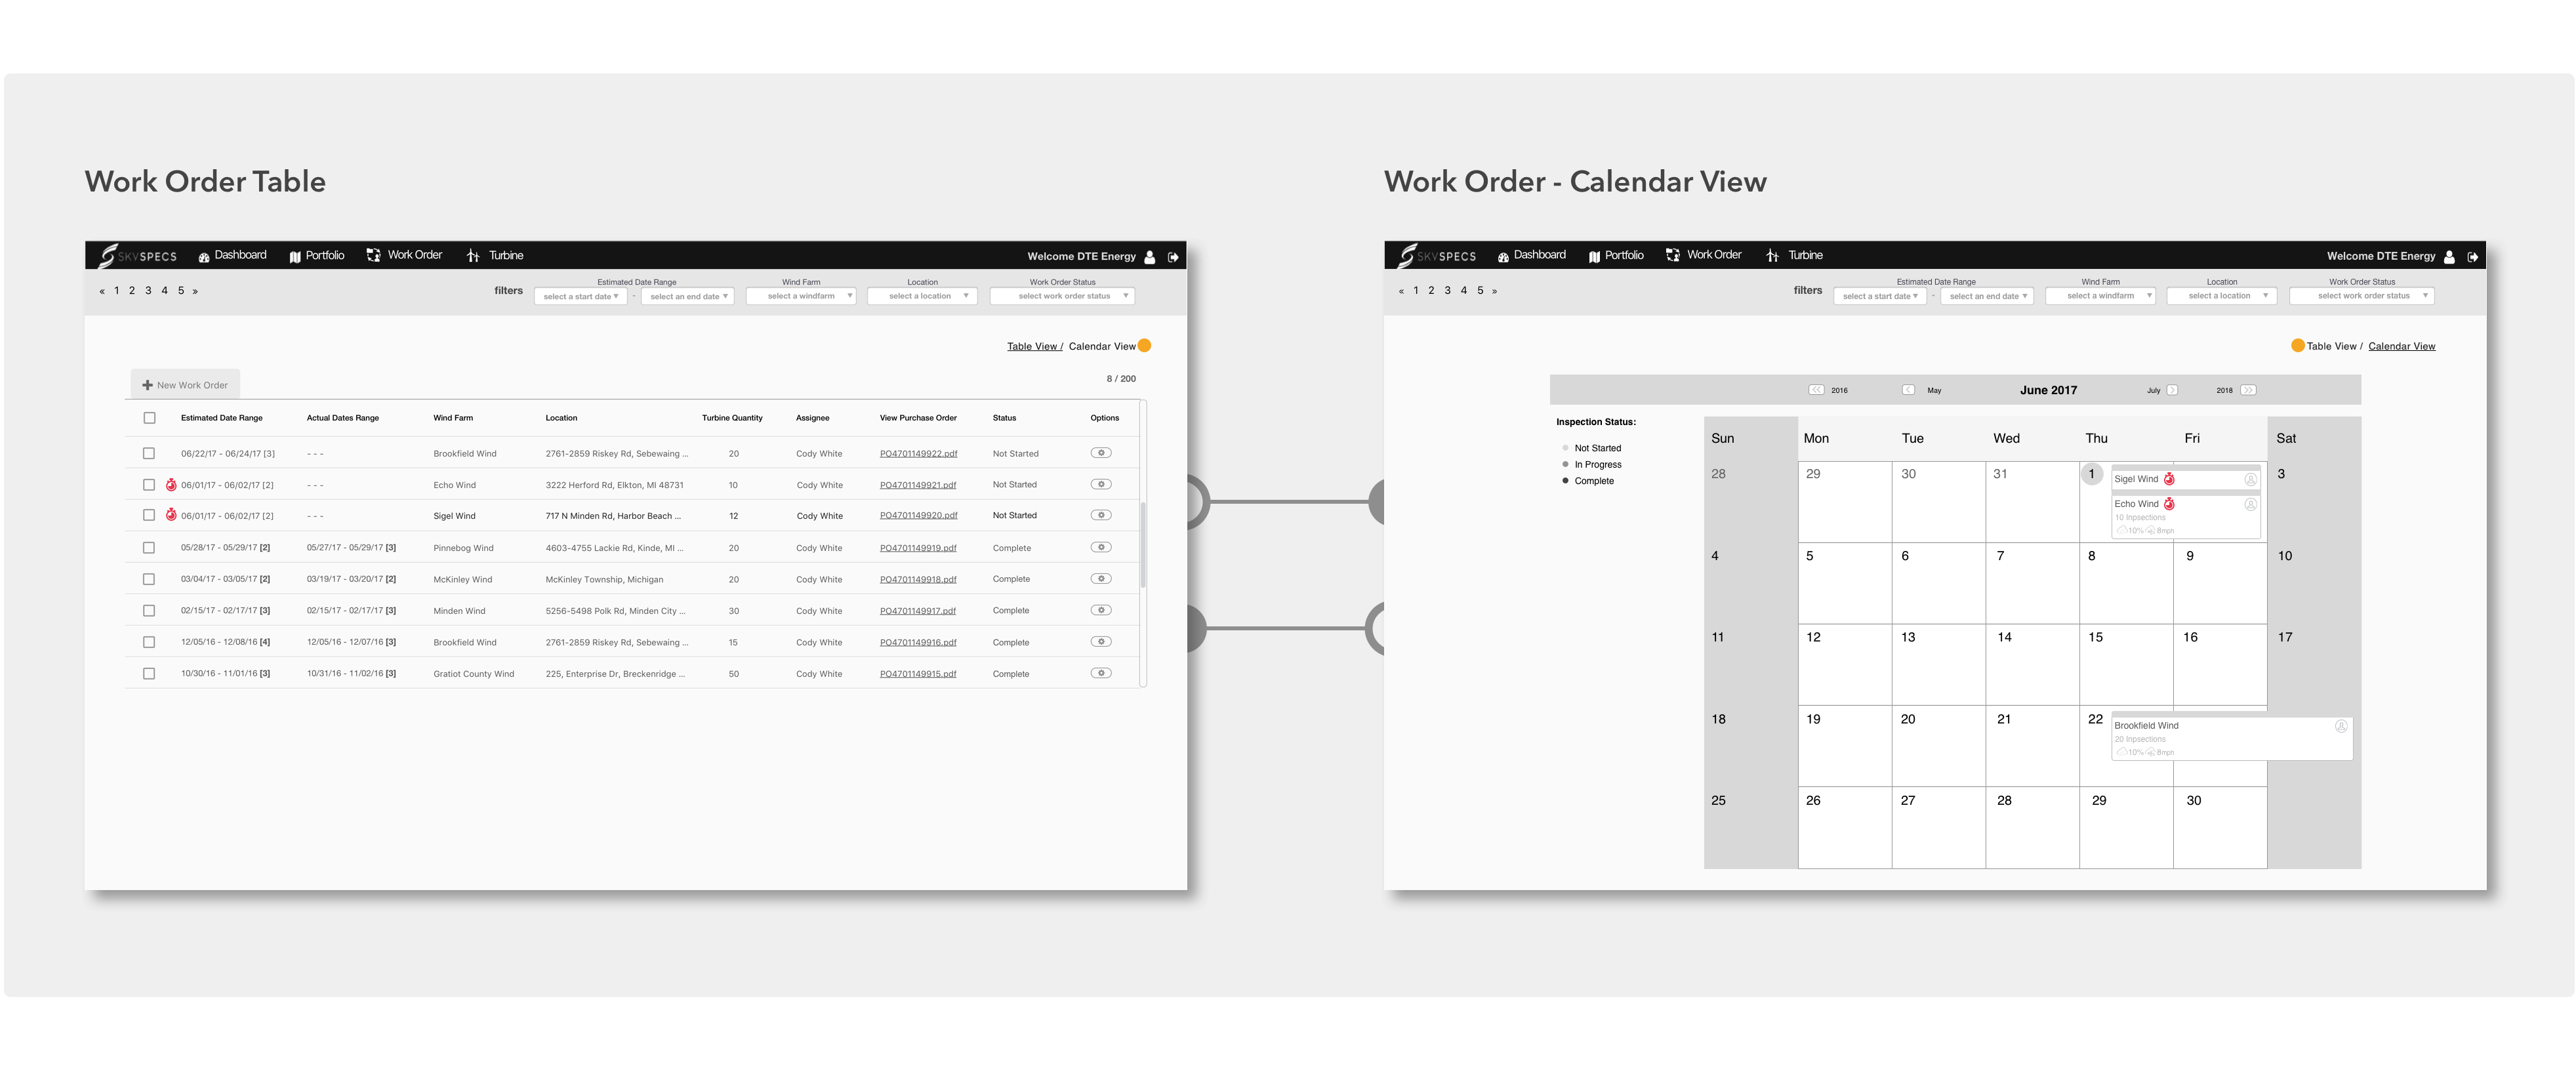 Work Order Table
SKYSPECS Dashboard Portfolio Work Order Turbine Welcome DTE Energy
« 1 2 3 4 5 » filters
Estimated Date Range Wind Farm Location Work Order Status
select a start date ▼ - select an end date ▼ select a windfarm ▼ select a location ▼ select work order status ▼
Table View / Calendar View
New Work Order 8 / 200
Estimated Date Range Actual Dates Range Wind Farm Location Turbine Quantity Assignee View Purchase Order Status Options
06/22/17 - 06/24/17 [3] - - - Brookfield Wind 2761-2859 Riskey Rd, Sebewaing ... 20 Cody White PO4701149922.pdf Not Started
06/01/17 - 06/02/17 [2] - - - Echo Wind 3222 Herford Rd, Elkton, MI 48731 10 Cody White PO4701149921.pdf Not Started
06/01/17 - 06/02/17 [2] - - - Sigel Wind 717 N Minden Rd, Harbor Beach ... 12 Cody White PO4701149920.pdf Not Started
05/28/17 - 05/29/17 [2] 05/27/17 - 05/29/17 [3] Pinnebog Wind 4603-4755 Lackie Rd, Kinde, MI ... 20 Cody White PO4701149919.pdf Complete
03/04/17 - 03/05/17 [2] 03/19/17 - 03/20/17 [2] McKinley Wind McKinley Township, Michigan 20 Cody White PO4701149918.pdf Complete
02/15/17 - 02/17/17 [3] 02/15/17 - 02/17/17 [3] Minden Wind 5256-5498 Polk Rd, Minden City ... 30 Cody White PO4701149917.pdf Complete
12/05/16 - 12/08/16 [4] 12/05/16 - 12/07/16 [3] Brookfield Wind 2761-2859 Riskey Rd, Sebewaing ... 15 Cody White PO4701149916.pdf Complete
10/30/16 - 11/01/16 [3] 10/31/16 - 11/02/16 [3] Gratiot County Wind 225, Enterprise Dr, Breckenridge ... 50 Cody White PO4701149915.pdf Complete
Work Order - Calendar View
SKYSPECS Dashboard Portfolio Work Order Turbine Welcome DTE Energy
« 1 2 3 4 5 » filters
Estimated Date Range Wind Farm Location Work Order Status
select a start date ▼ - select an end date ▼ select a windfarm ▼ select a location ▼ select work order status ▼
Table View / Calendar View
<< 2016 < May June 2017 July > 2018 >>
Inspection Status:
Not Started
In Progress
Complete
Sun Mon Tue Wed Thu Fri Sat
28 29 30 31 1 3
Sigel Wind
Echo Wind
10 Inpsections
10% 8mph
4 5 6 7 8 9 10
11 12 13 14 15 16 17
18 19 20 21 22
Brookfield Wind
20 Inpsections
10% 8mph
25 26 27 28 29 30